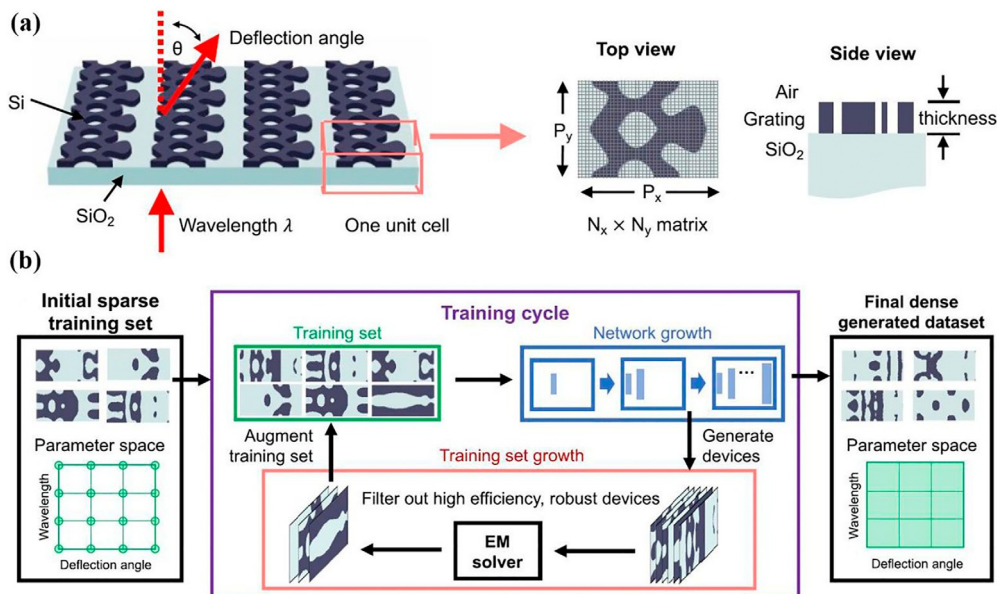 (a)
θ
Deflection angle
Si
SiO2
Wavelength λ
One unit cell
Top view
Py
Px
Nx × Ny matrix
Side view
Air
Grating
SiO2
thickness
(b)
Initial sparse
training set
Parameter space
Wavelength
Deflection angle
Training cycle
Training set
Network growth
...
Augment
training set
Generate
devices
Training set growth
Filter out high efficiency, robust devices
EM
solver
Final dense
generated dataset
Parameter space
Wavelength
Deflection angle